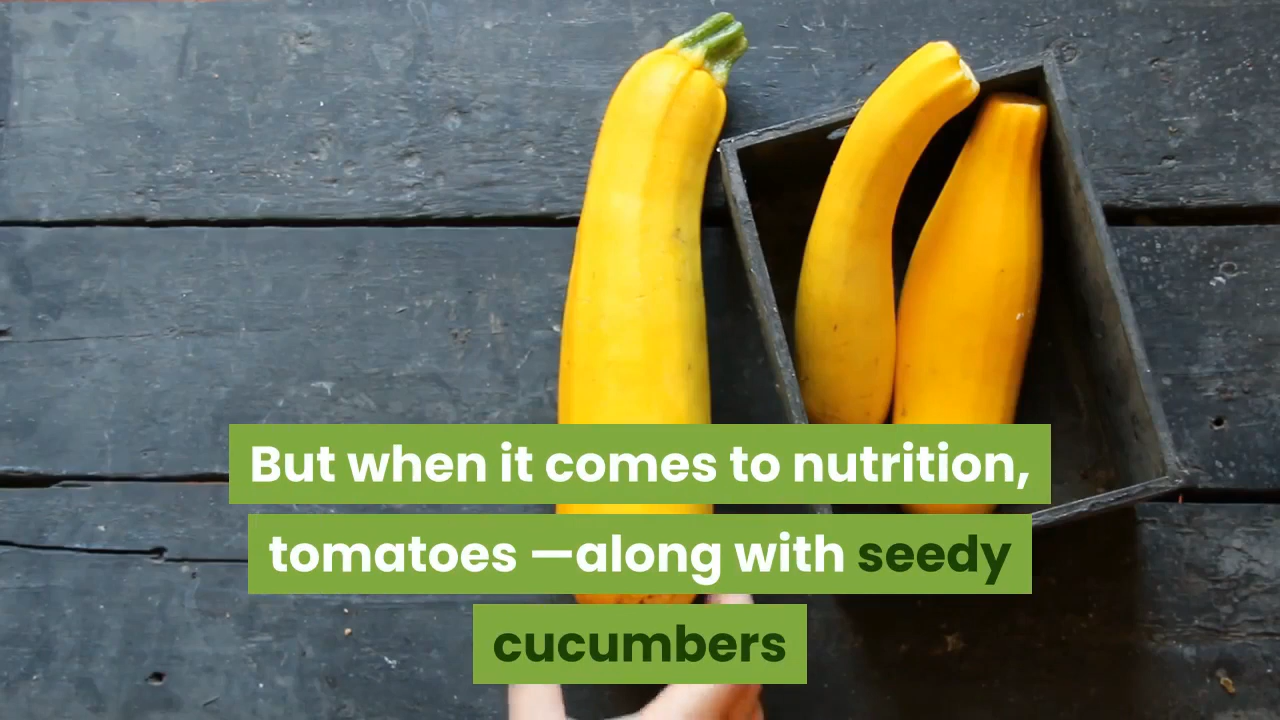 But when it comes to nutrition,
tomatoes —along with seedy
cucumbers